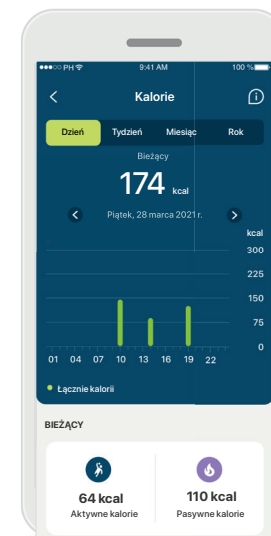 PH 9:41 AM 100 %
Kalorie
Dzień Tydzień Miesiąc Rok
Bieżący
174 kcal
Piątek, 28 marca 2021 r.
kcal
300
225
150
75
0
01 04 07 10 13 16 19 22
Łącznie kalorii
BIEŻĄCY
64 kcal 110 kcal
Aktywne kalorie Pasywne kalorie